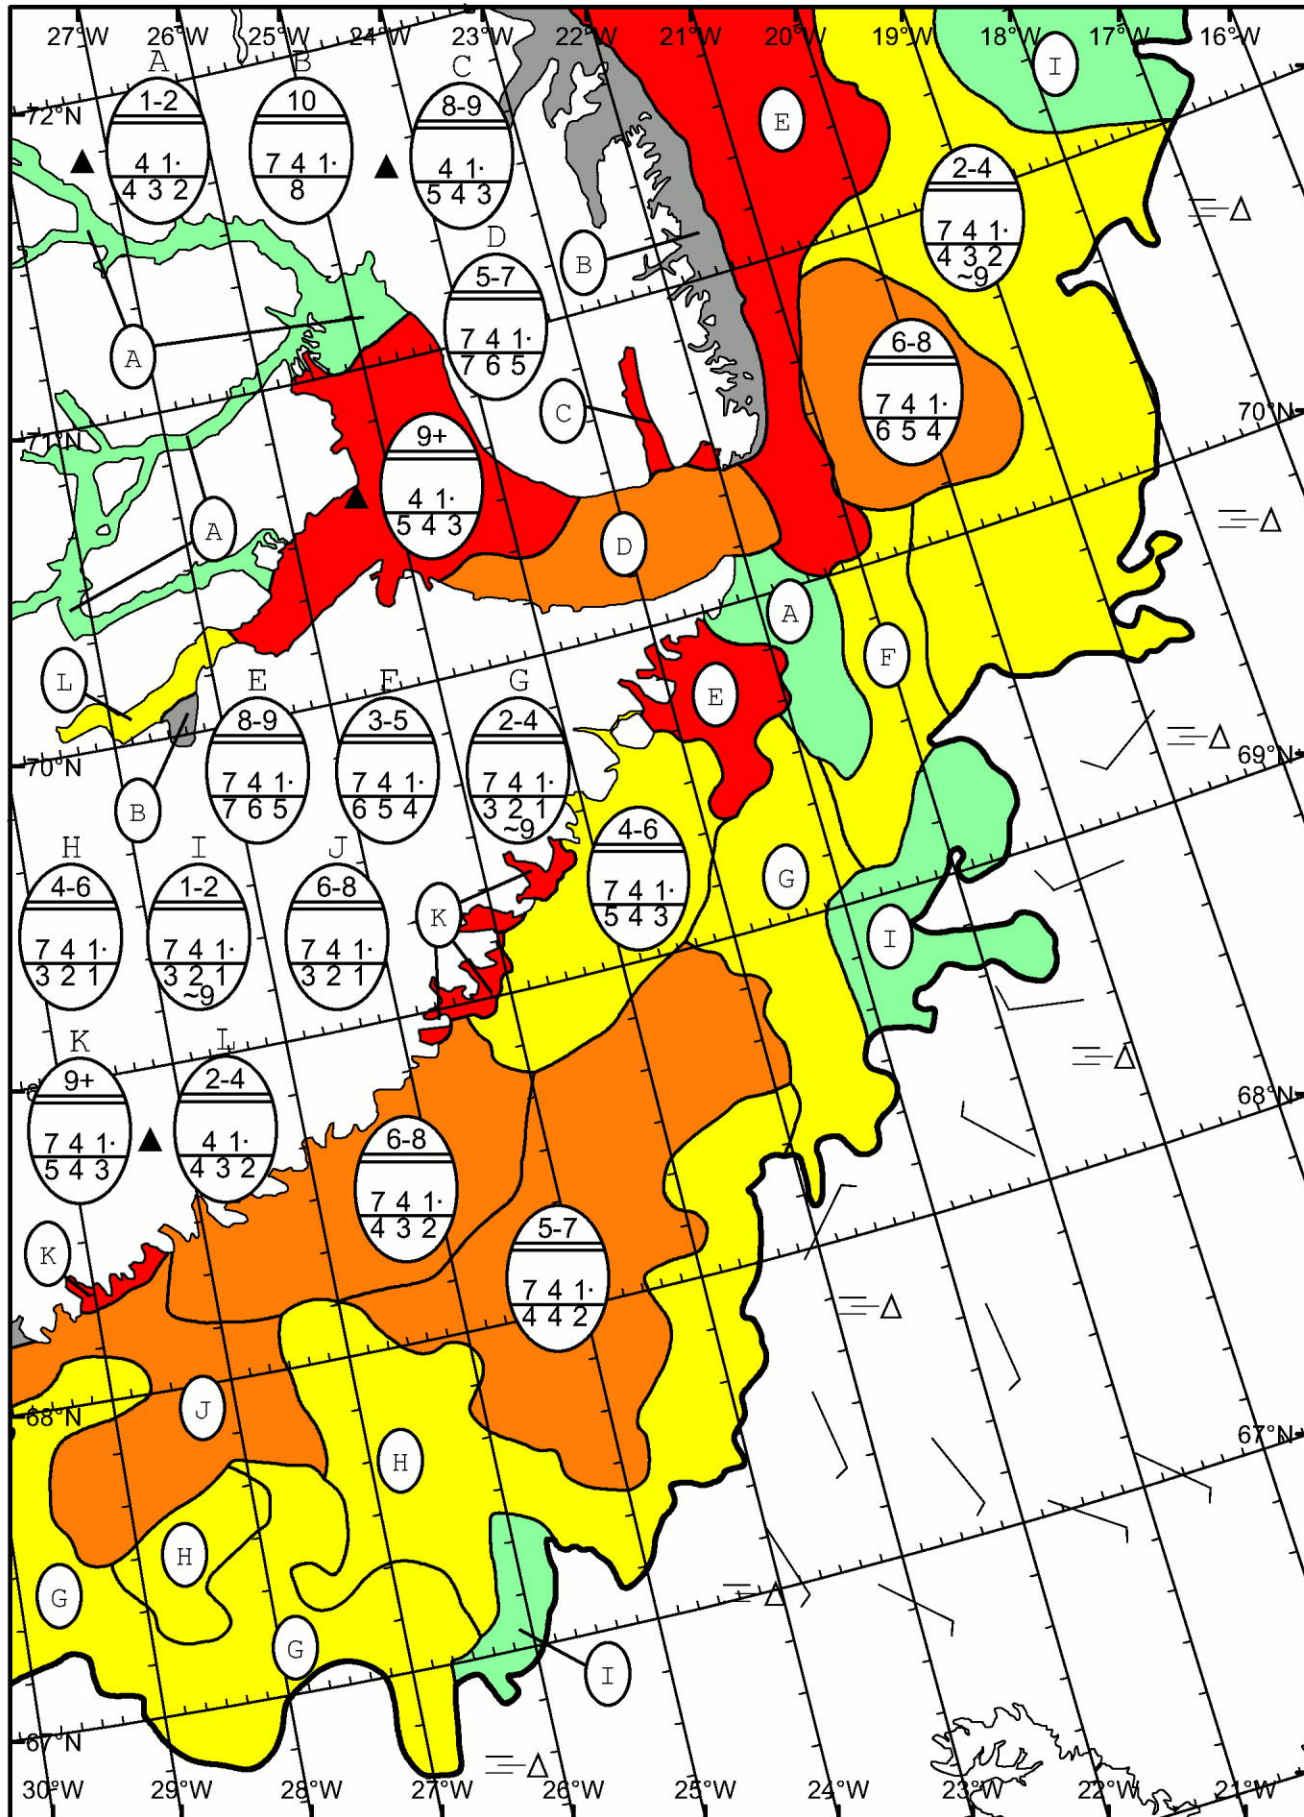 27°W 26°W 25°W 24°W 23°W 22°W 21°W 20°W 19°W 18°W 17°W 16°W
A B C
I
72°N
1-2
4 1·
4 3 2
10
7 4 1·
8
8-9
4 1·
5 4 3
E
2-4
7 4 1·
4 3 2
~9
D
5-7
7 4 1·
7 6 5
B
A
6-8
7 4 1·
6 5 4
C
70°N
71°N
9+
4 1·
5 4 3
A
D
A
F
L
E
E F G
8-9
7 4 1·
7 6 5
3-5
7 4 1·
6 5 4
2-4
7 4 1·
3 2 1
~9
69°N
70°N
B
4-6
7 4 1·
5 4 3
H I J
4-6
7 4 1·
3 2 1
1-2
7 4 1·
3 2 1
~9
6-8
7 4 1·
3 2 1
G
K
I
K L
9+
7 4 1·
5 4 3
2-4
4 1·
4 3 2
68°N
6-8
7 4 1·
4 3 2
5-7
7 4 1·
4 4 2
K
J
68°N
67°N
H
H
G
G
I
67°N
30°W 29°W 28°W 27°W 26°W 25°W 24°W 23°W 22°W 21°W